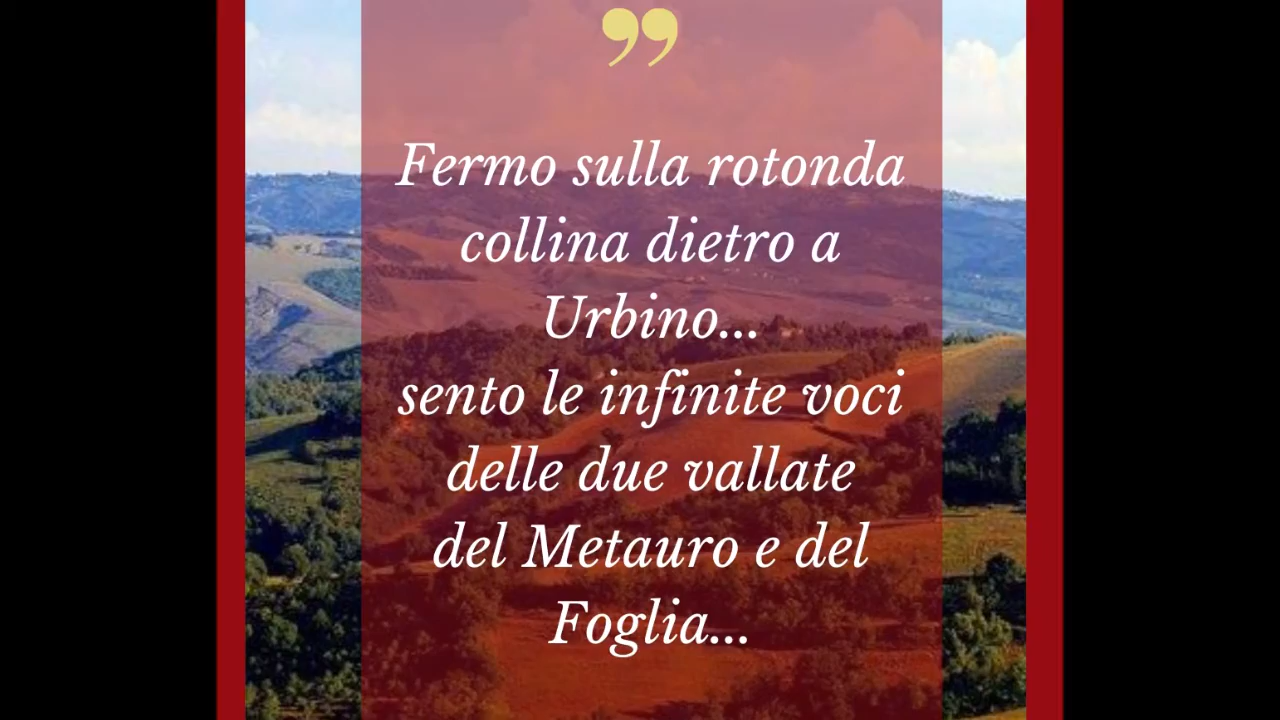 ”
Fermo sulla rotonda
collina dietro a
Urbino...
sento le infinite voci
delle due vallate
del Metauro e del
Foglia...